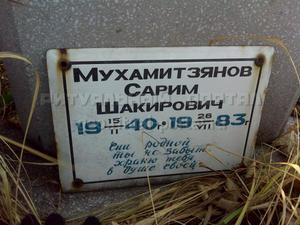 МУХАМИТЗЯНОВ
САРИМ
ШАКИРОВИЧ
19 15/II 40 • 19 26/VII 83 г.
Спи родной
ты не забыт
храню тебя
в душе своей